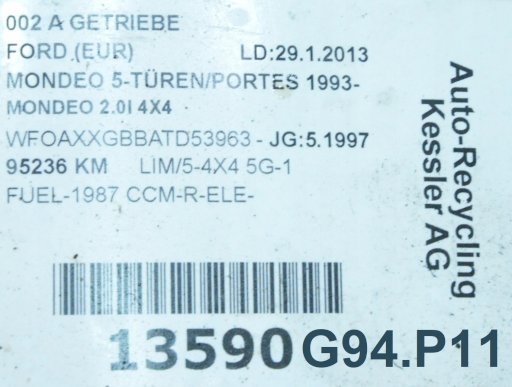 002 A GETRIEBE
FORD (EUR) LD:29.1.2013
MONDEO 5-TÜREN/PORTES 1993-
MONDEO 2.0I 4X4
WFOAXXGBBATD53963 - JG:5.1997
95236 KM LIM/5-4X4 5G-1
FUEL-1987 CCM-R-ELE-
13590 G94.P11
Auto-Recycling
Kessler AG